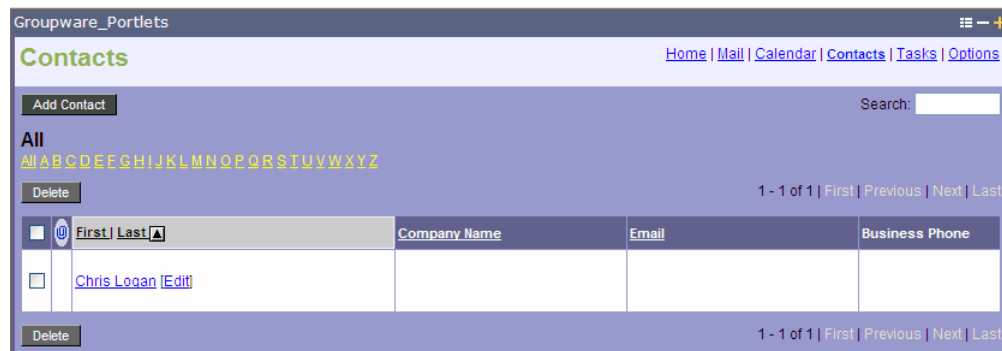 Groupware_Portlets
Contacts
Home | Mail | Calendar | Contacts | Tasks | Options
Add Contact
Search:
All
All A B C D E F G H I J K L M N O P Q R S T U V W X Y Z
Delete
1 - 1 of 1 | First | Previous | Next | Last
First | Last Company Name Email Business Phone
Chris Logan [Edit]
Delete
1 - 1 of 1 | First | Previous | Next | Last